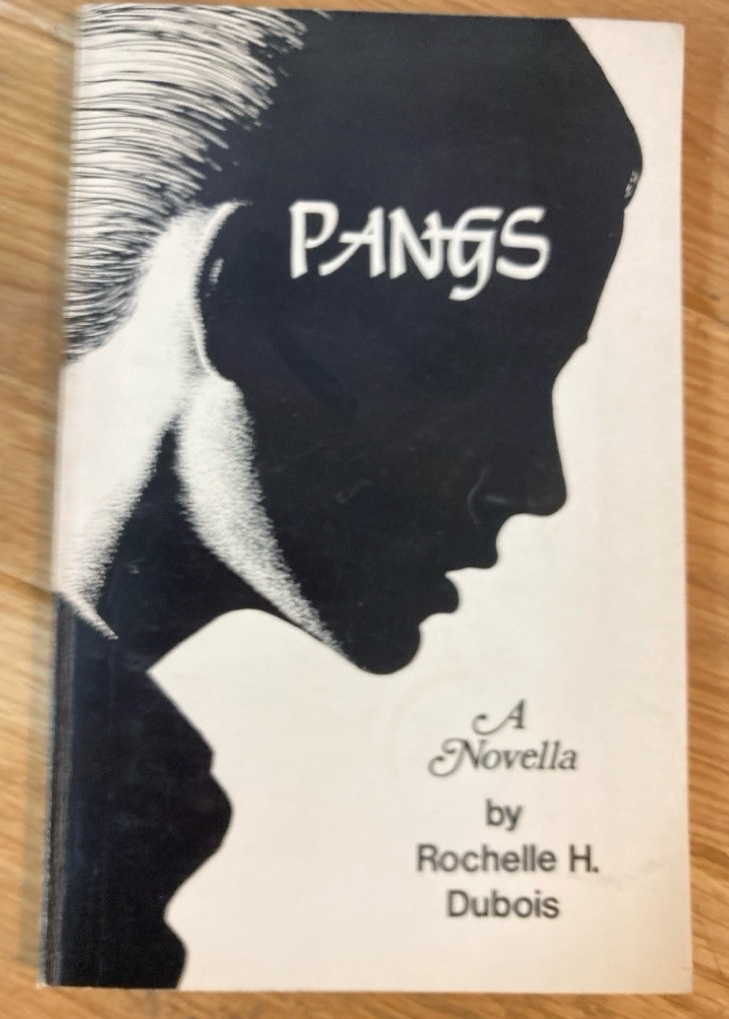 PANGS
A
Novella
by
Rochelle H.
Dubois